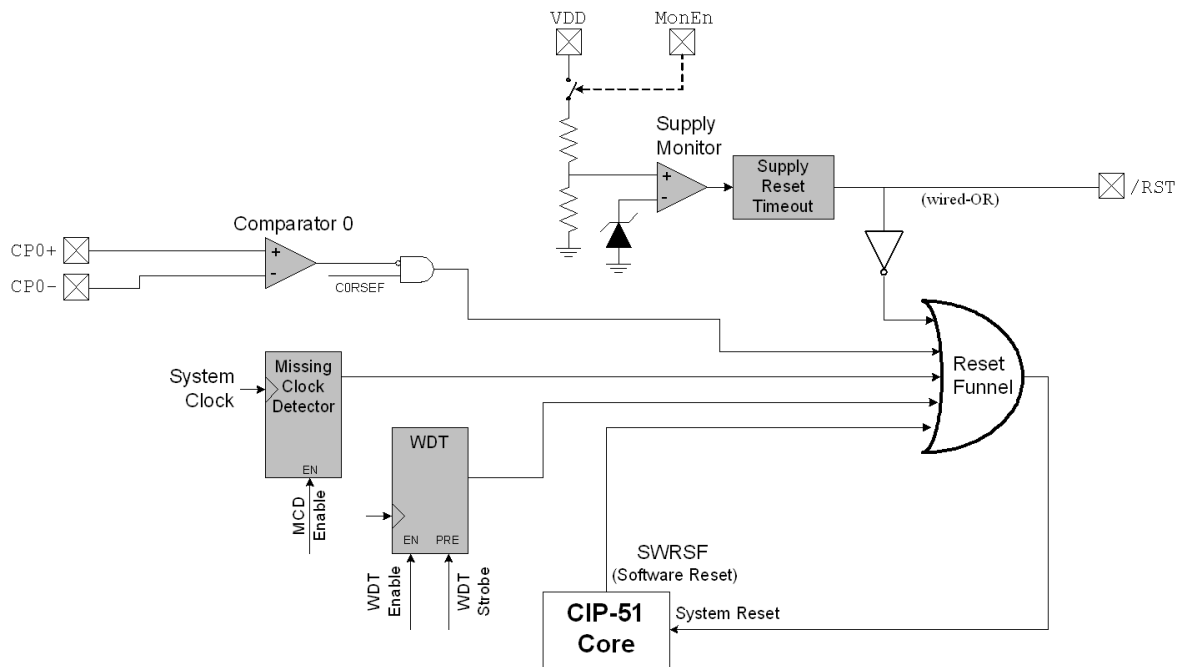 VDD
MonEn
Supply
Monitor
Supply
Reset
Timeout
/RST
(wired-OR)
Comparator 0
CP0+
CP0-
+
-
+
-
C0RSEF
System
Clock
Missing
Clock
Detector
EN
MCD
Enable
WDT
EN
PRE
WDT
Enable
WDT
Strobe
Reset
Funnel
SWRSF
(Software Reset)
CIP-51
Core
System Reset